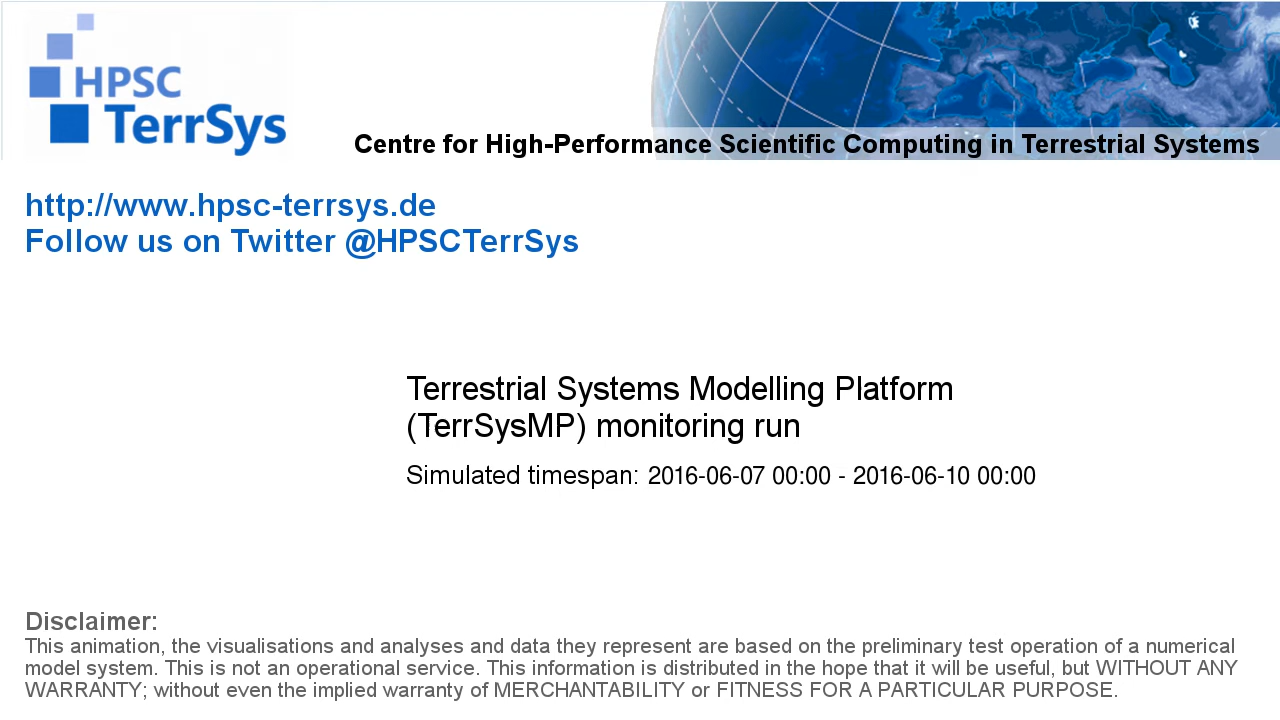 HPSC
TerrSys
Centre for High-Performance Scientific Computing in Terrestrial Systems
http://www.hpsc-terrsys.de
Follow us on Twitter @HPSCTerrSys
Terrestrial Systems Modelling Platform
(TerrSysMP) monitoring run
Simulated timespan: 2016-06-07 00:00 - 2016-06-10 00:00
Disclaimer:
This animation, the visualisations and analyses and data they represent are based on the preliminary test operation of a numerical
model system. This is not an operational service. This information is distributed in the hope that it will be useful, but WITHOUT ANY
WARRANTY; without even the implied warranty of MERCHANTABILITY or FITNESS FOR A PARTICULAR PURPOSE.